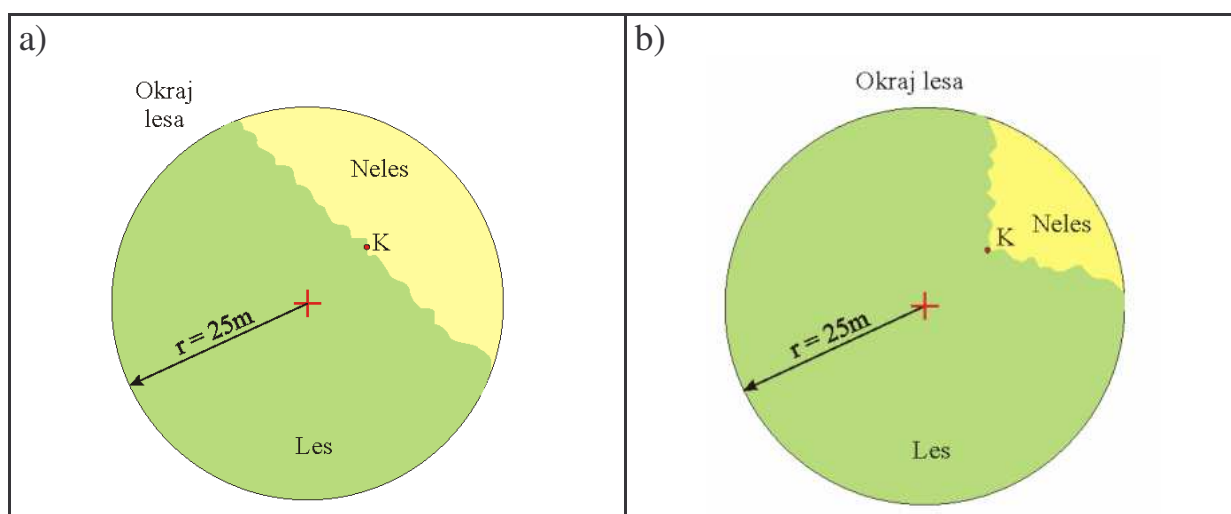 a)
Okraj
lesa
Neles
K
r = 25m
Les
b)
Okraj lesa
Neles
K
r = 25m
Les